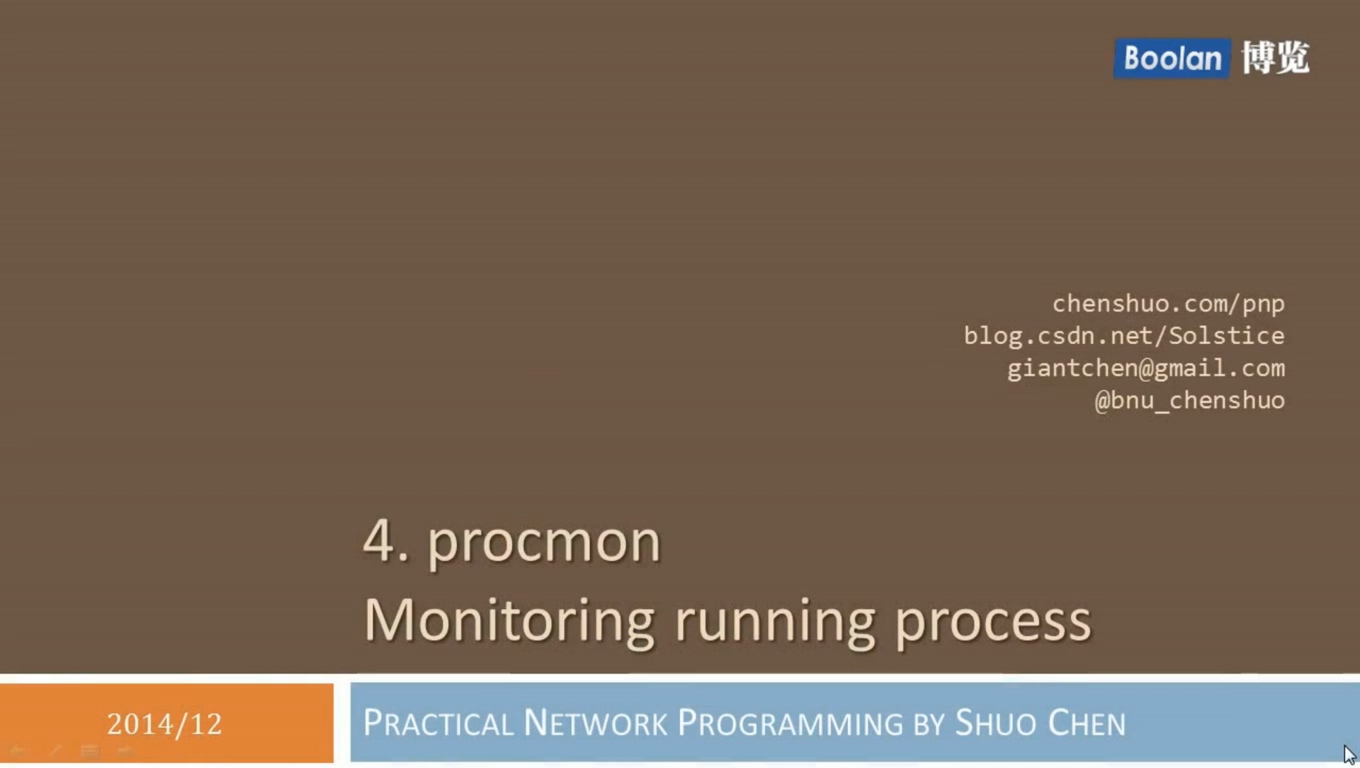 Boolan 博览
chenshuo.com/pnp
blog.csdn.net/Solstice
giantchen@gmail.com
@bnu_chenshuo
4. procmon
Monitoring running process
2014/12
PRACTICAL NETWORK PROGRAMMING BY SHUO CHEN